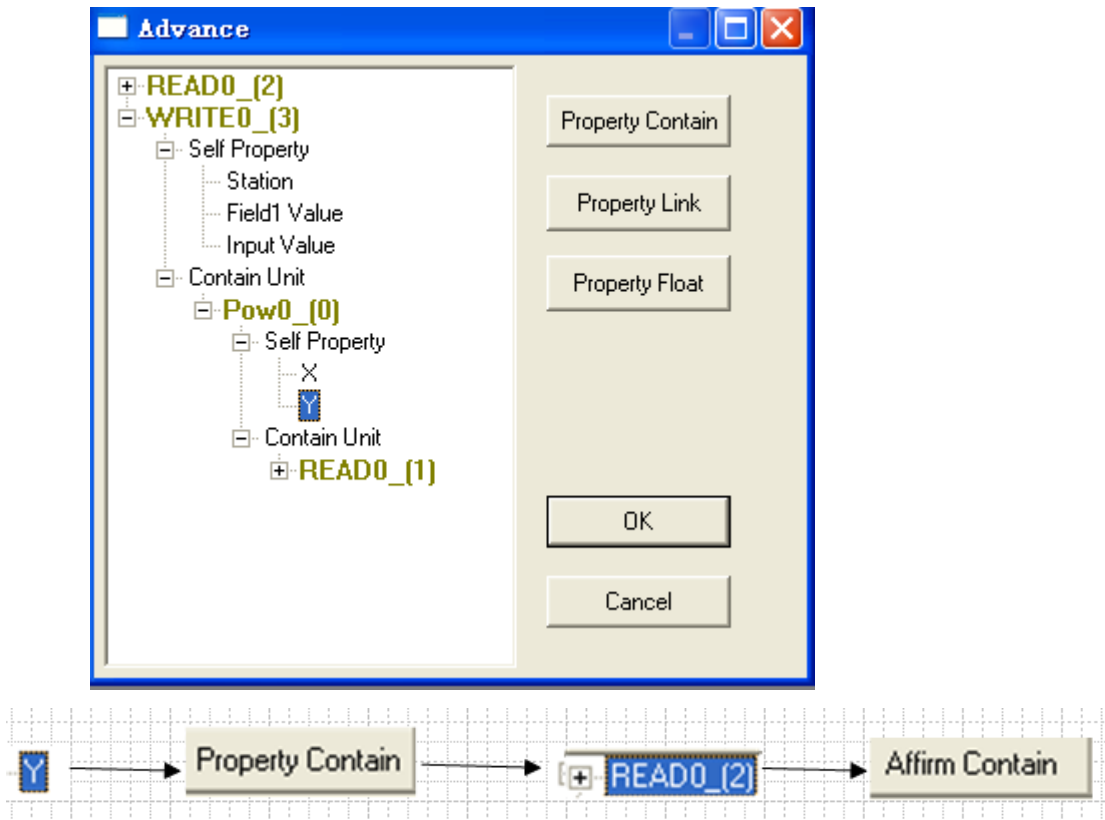 Advance
READ0_(2)
WRITE0_(3)
Self Property
Station
Field1 Value
Input Value
Contain Unit
Pow0_(0)
Self Property
X
Y
Contain Unit
READ0_(1)
Property Contain
Property Link
Property Float
OK
Cancel
Y
Property Contain
READ0_(2)
Affirm Contain